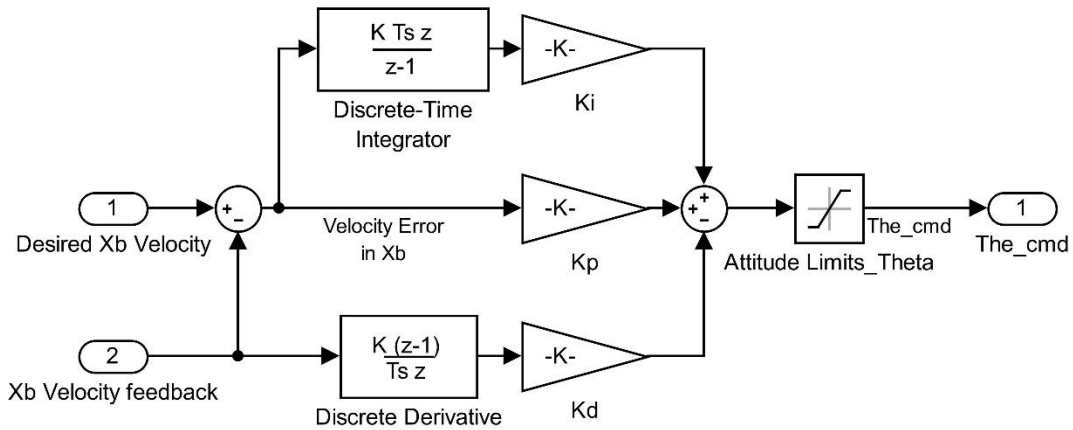 K Ts z
z-1
Discrete-Time
Integrator
-K-
Ki
1
Desired Xb Velocity
+
-
Velocity Error
in Xb
-K-
Kp
+
+
-
Attitude Limits_Theta
The_cmd
1
The_cmd
2
Xb Velocity feedback
K (z-1)
Ts z
Discrete Derivative
-K-
Kd